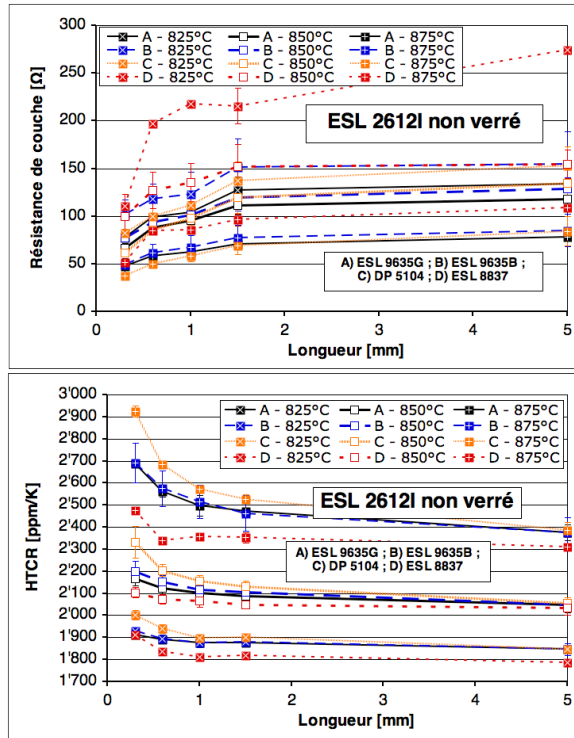 300
250
200
150
100
50
0
Résistance de couche [Ω]
A - 825°C A - 850°C A - 875°C
B - 825°C B - 850°C B - 875°C
C - 825°C C - 850°C C - 875°C
D - 825°C D - 850°C D - 875°C
ESL 2612I non verré
A) ESL 9635G ; B) ESL 9635B ;
C) DP 5104 ; D) ESL 8837
0 1 2 3 4 5
Longueur [mm]
3'000
2'900
2'800
2'700
2'600
2'500
2'400
2'300
2'200
2'100
2'000
1'900
1'800
1'700
HTCR [ppm/K]
A - 825°C A - 850°C A - 875°C
B - 825°C B - 850°C B - 875°C
C - 825°C C - 850°C C - 875°C
D - 825°C D - 850°C D - 875°C
ESL 2612I non verré
A) ESL 9635G ; B) ESL 9635B ;
C) DP 5104 ; D) ESL 8837
0 1 2 3 4 5
Longueur [mm]